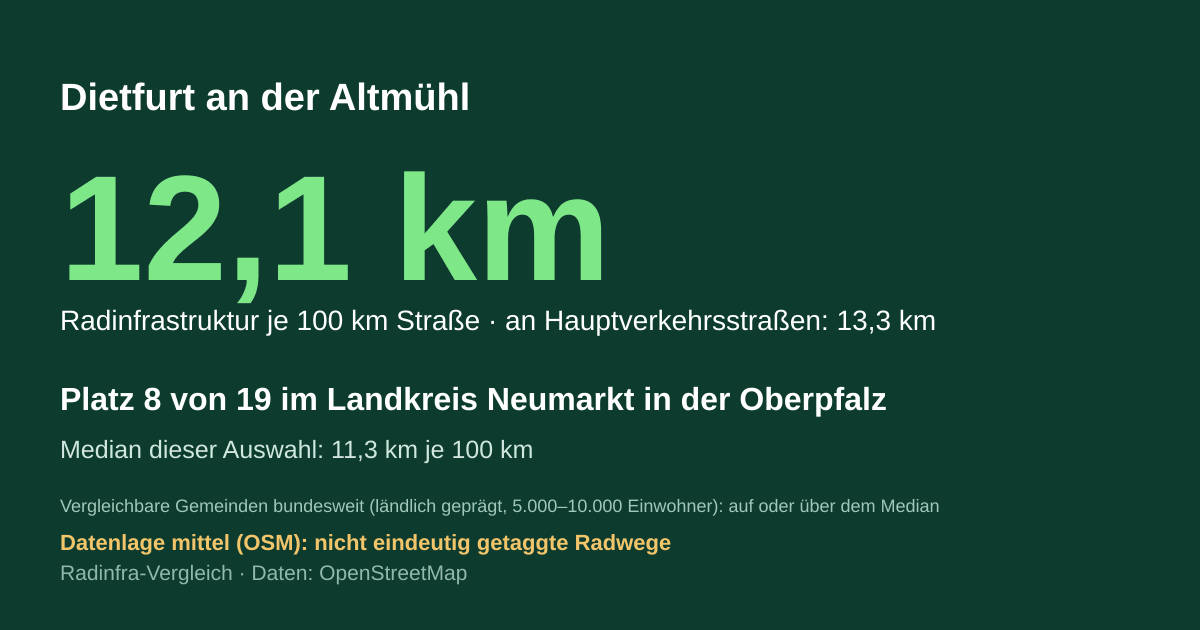 Dietfurt an der Altmühl
12,1 km
Radinfrastruktur je 100 km Straße · an Hauptverkehrsstraßen: 13,3 km
Platz 8 von 19 im Landkreis Neumarkt in der Oberpfalz
Median dieser Auswahl: 11,3 km je 100 km
Vergleichbare Gemeinden bundesweit (ländlich geprägt, 5.000–10.000 Einwohner): auf oder über dem Median
Datenlage mittel (OSM): nicht eindeutig getaggte Radwege
Radinfra-Vergleich · Daten: OpenStreetMap